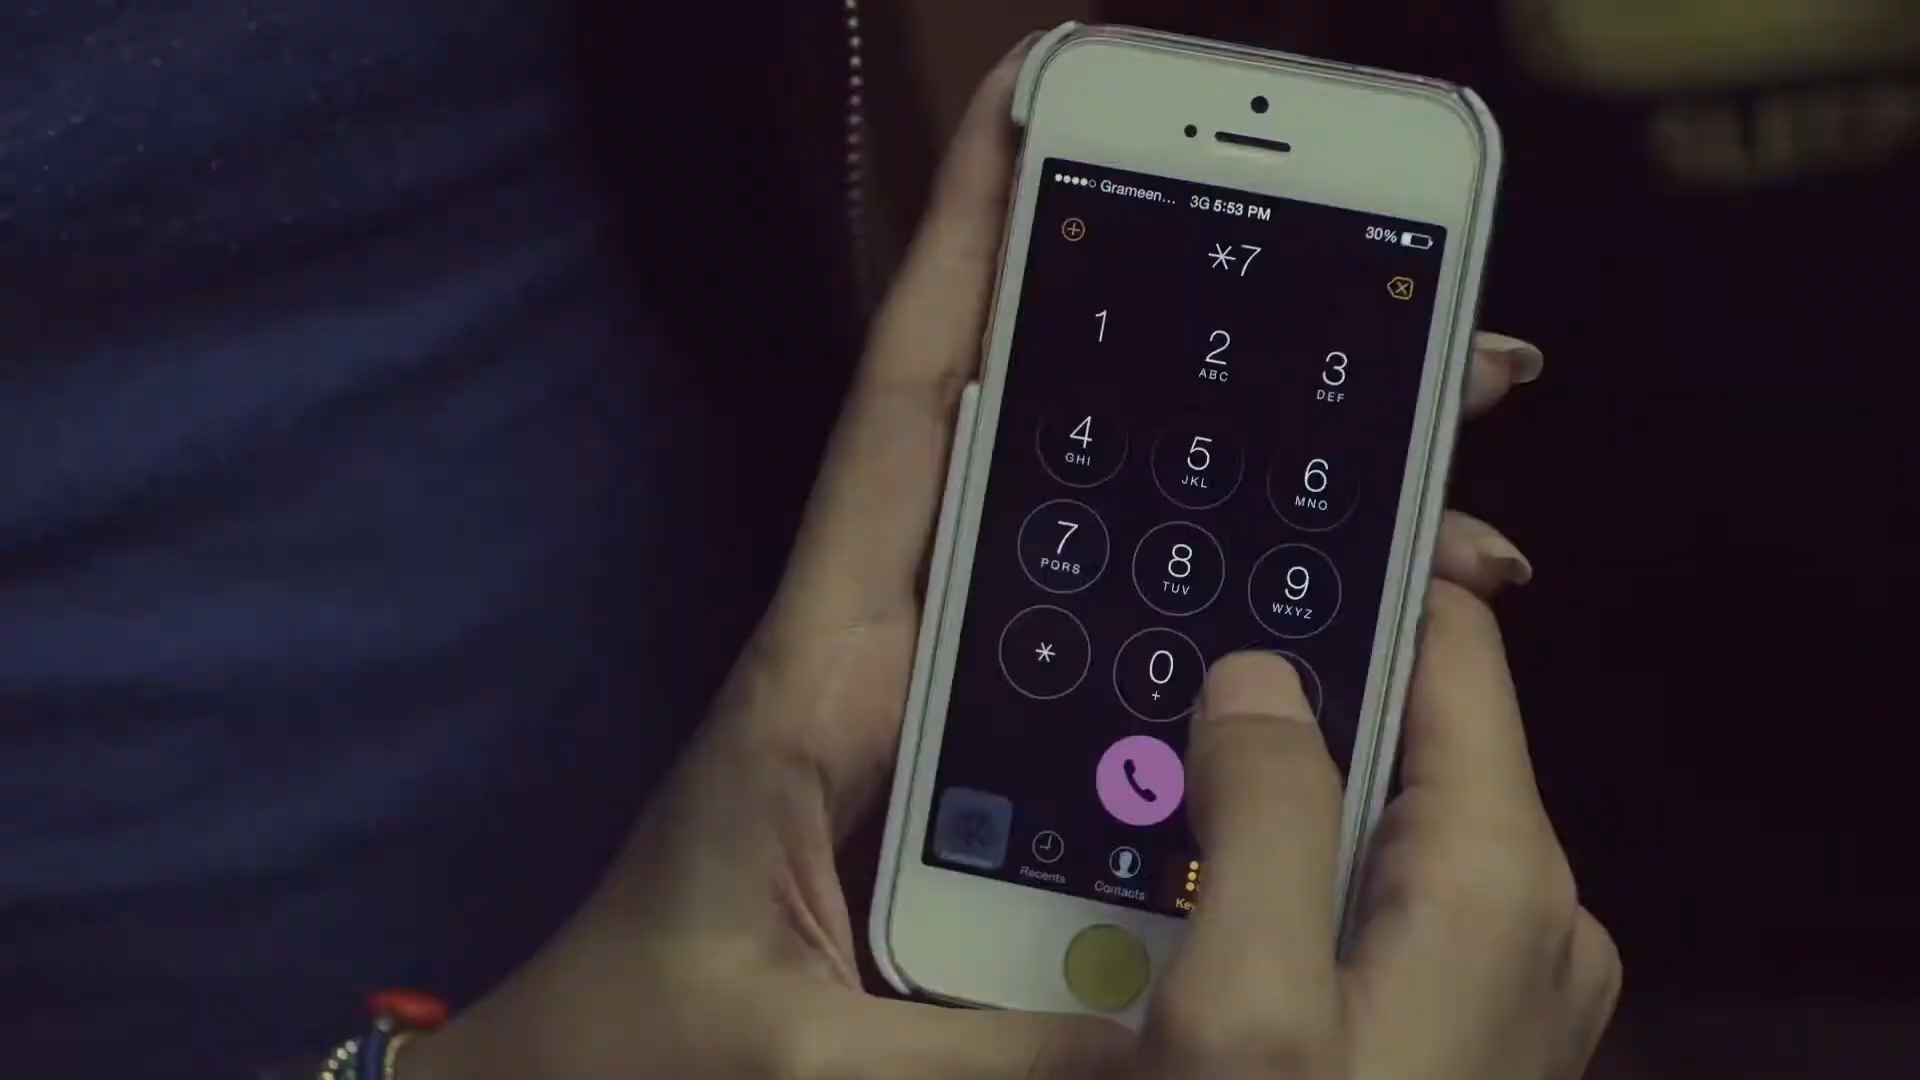 Grameen... 3G 5:53 PM 30%
*7
1 2 3
ABC DEF
4 5 6
GHI JKL MNO
7 8 9
PQRS TUV WXYZ
* 0
+
Recents Contacts